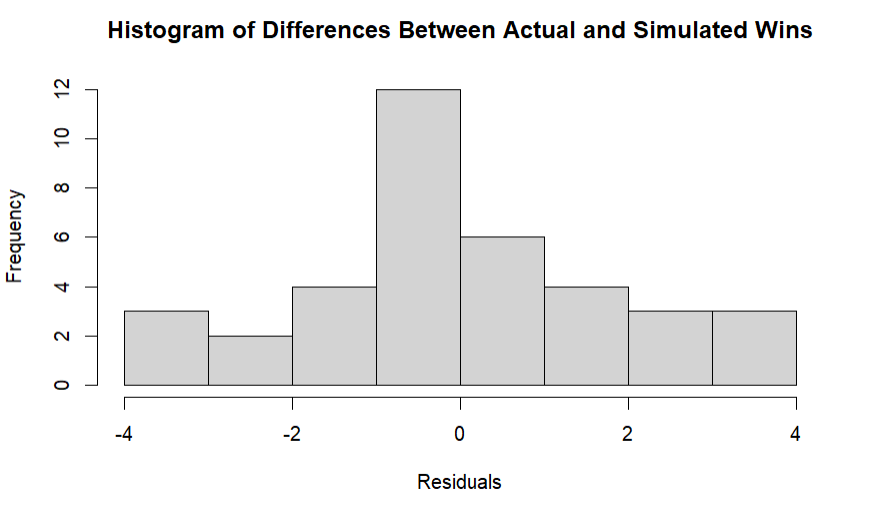 Histogram of Differences Between Actual and Simulated Wins
Frequency
12
10
8
6
4
2
0
-4 -2 0 2 4
Residuals